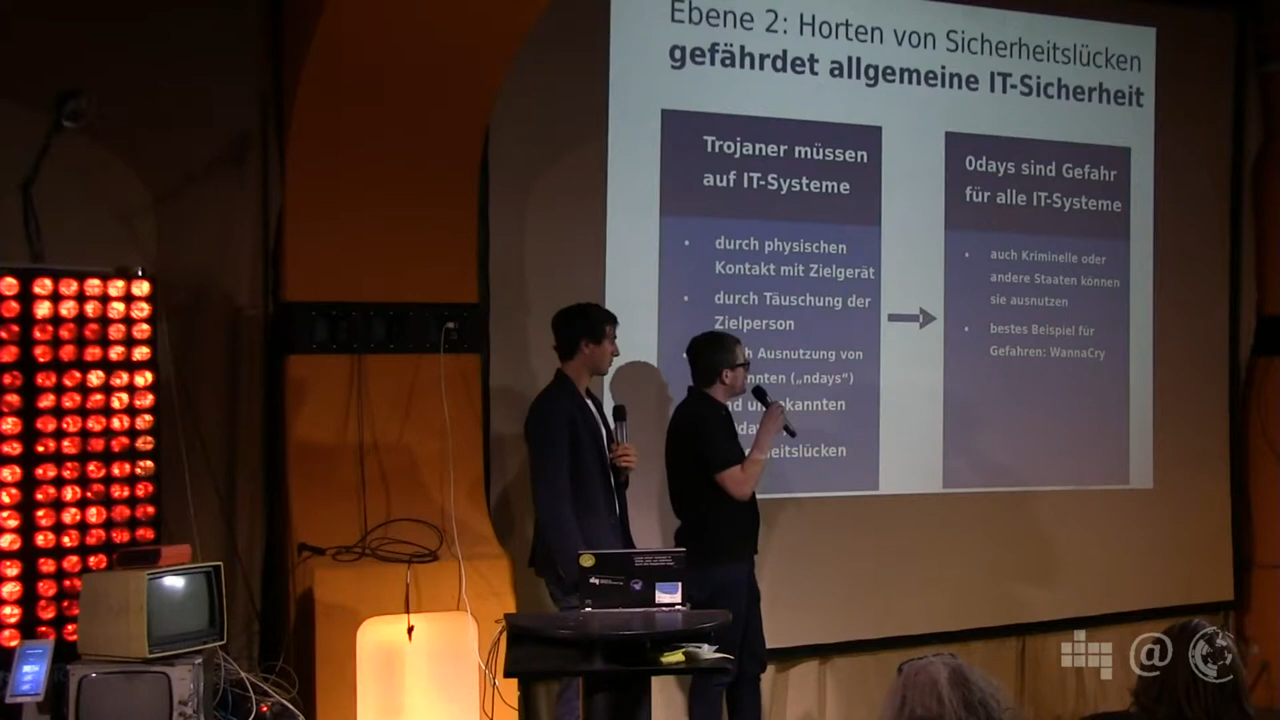 Ebene 2: Horten von Sicherheitslücken
gefährdet allgemeine IT-Sicherheit
Trojaner müssen
auf IT-Systeme
• durch physischen
Kontakt mit Zielgerät
• durch Täuschung der
Zielperson
Ausnutzung von
nnten („ndays“)
kannten
heitslücken
0days sind Gefahr
für alle IT-Systeme
• auch Kriminelle oder
andere Staaten können
sie ausnutzen
• bestes Beispiel für
Gefahren: WannaCry
@